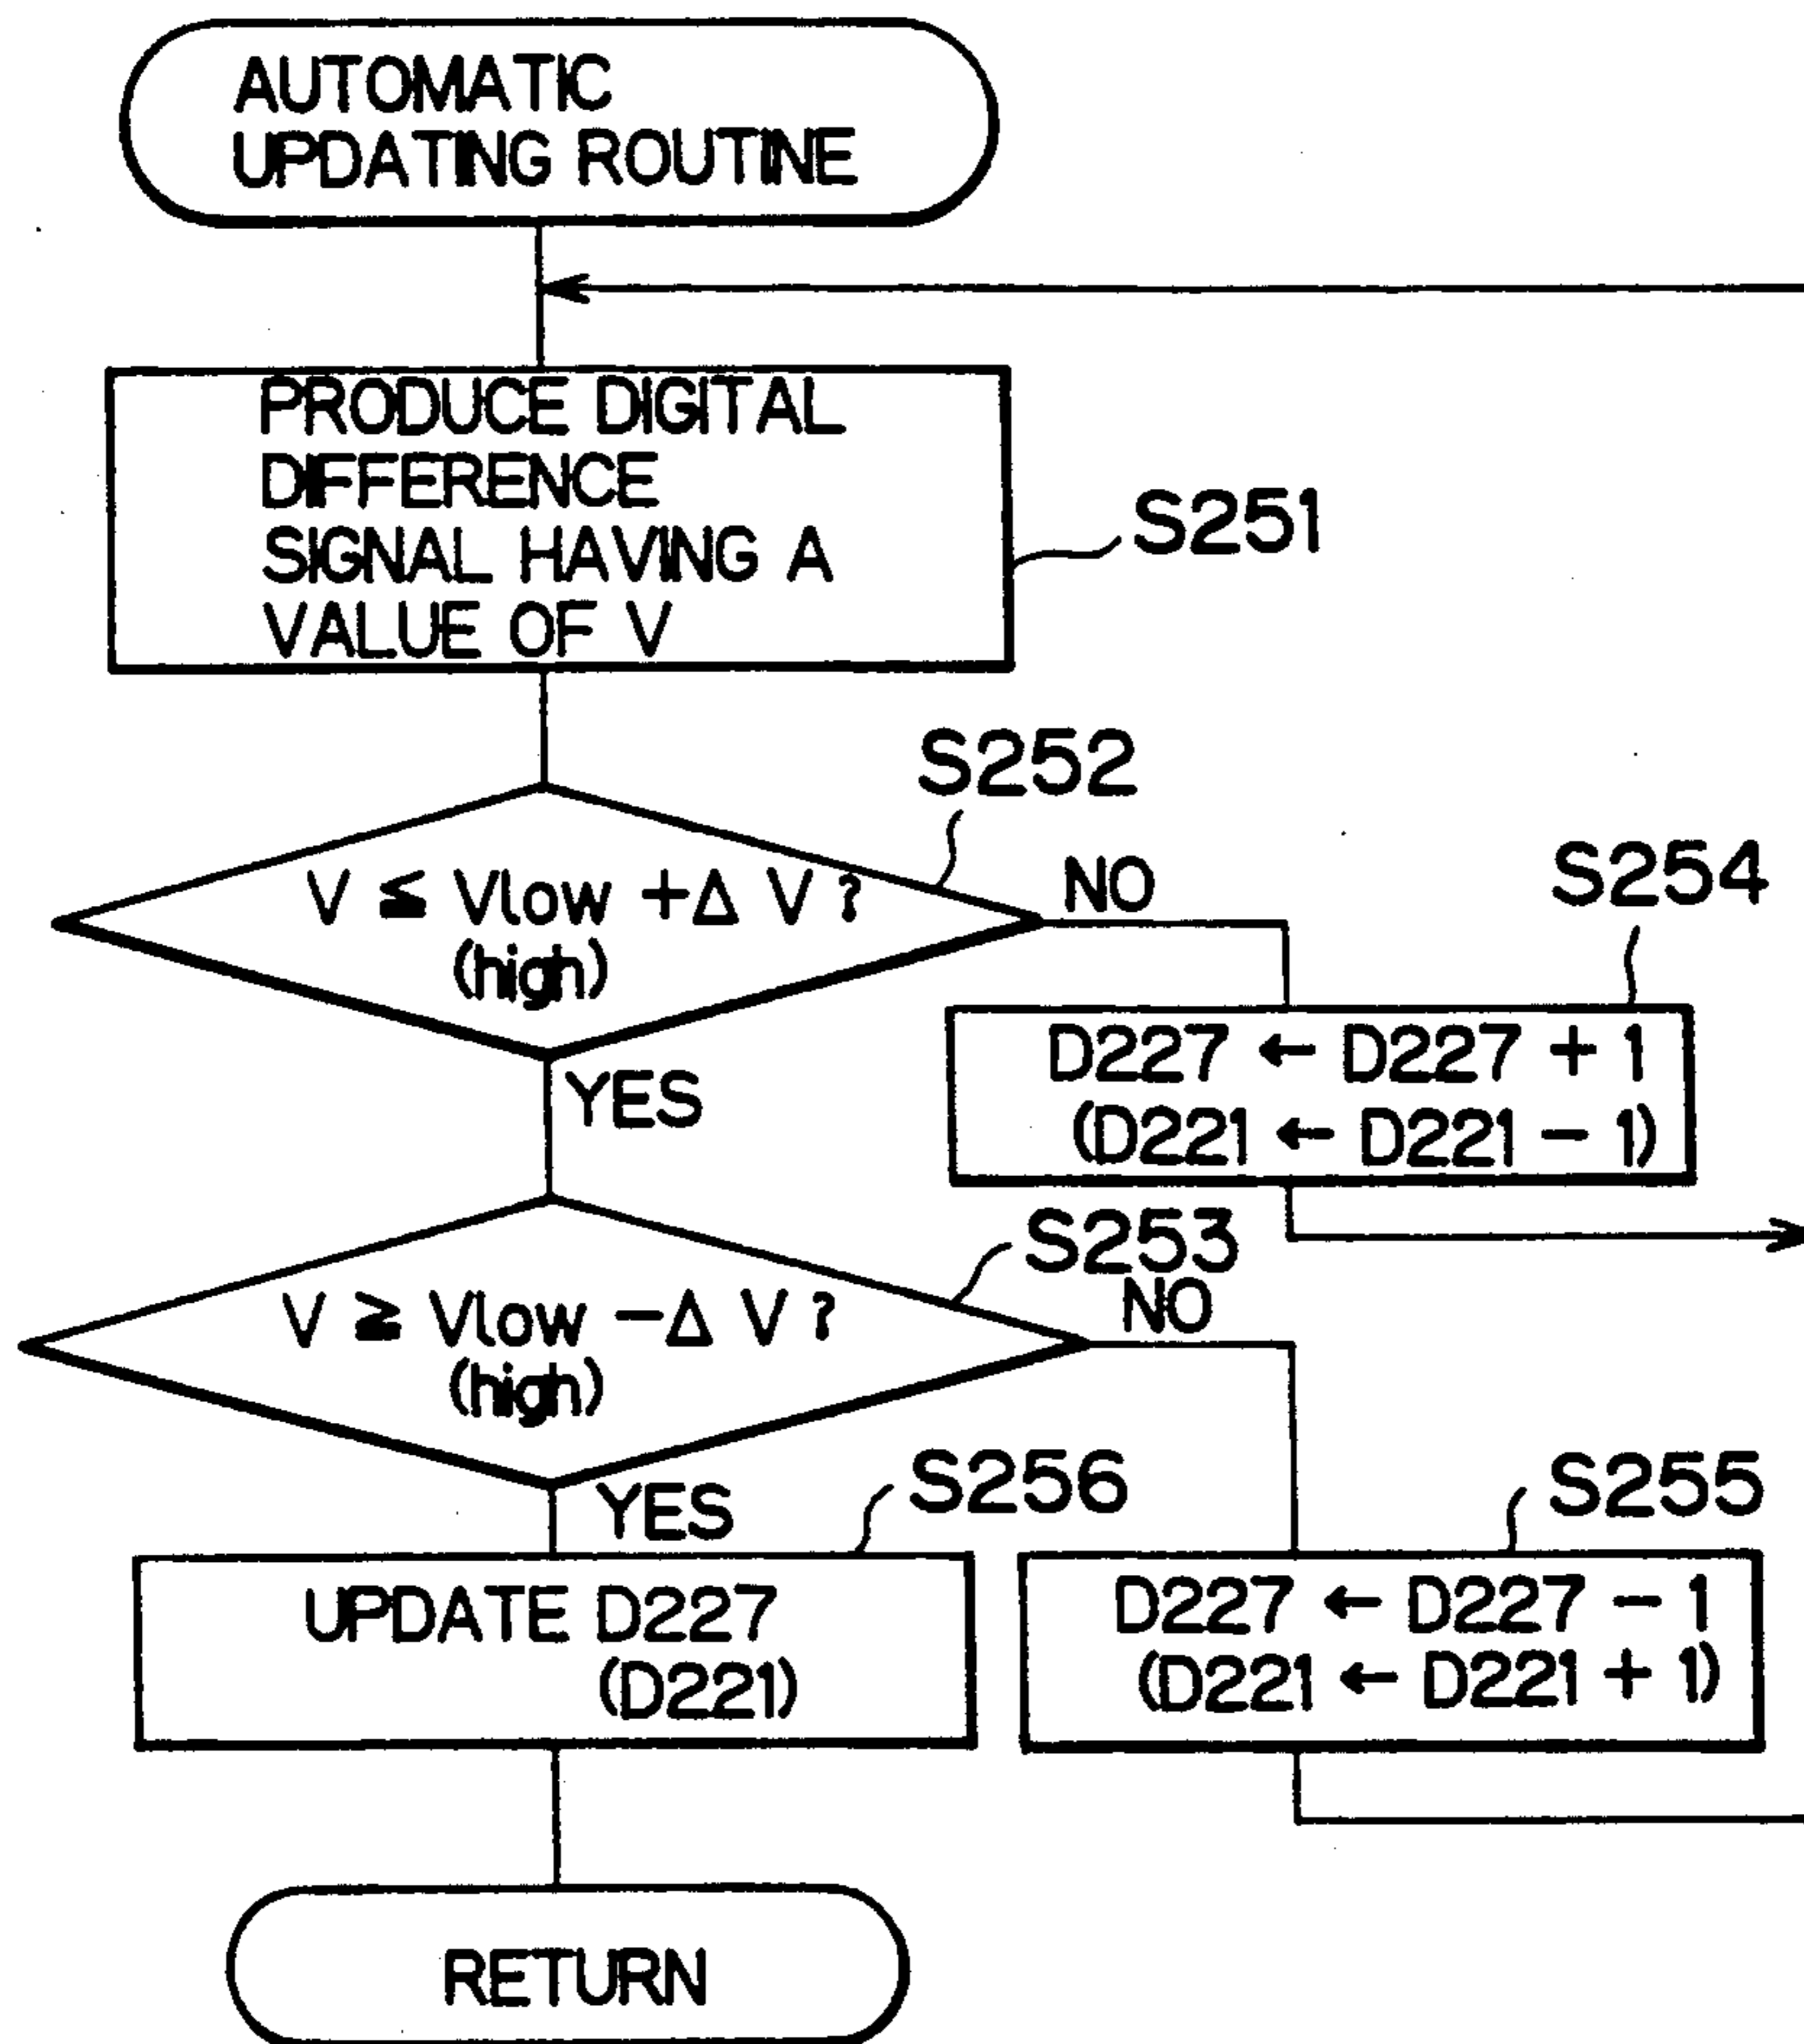 AUTOMATIC
UPDATING ROUTINE
PRODUCE DIGITAL
DIFFERENCE
SIGNAL HAVING A
VALUE OF V
S251
S252
V ≦ Vlow +Δ V ?
(high)
NO
YES
S254
D227 ← D227 + 1
(D221 ← D221 − 1)
S253
V ≧ Vlow −Δ V ?
(high)
NO
YES
S256
UPDATE D227
(D221)
S255
D227 ← D227 − 1
(D221 ← D221 + 1)
RETURN